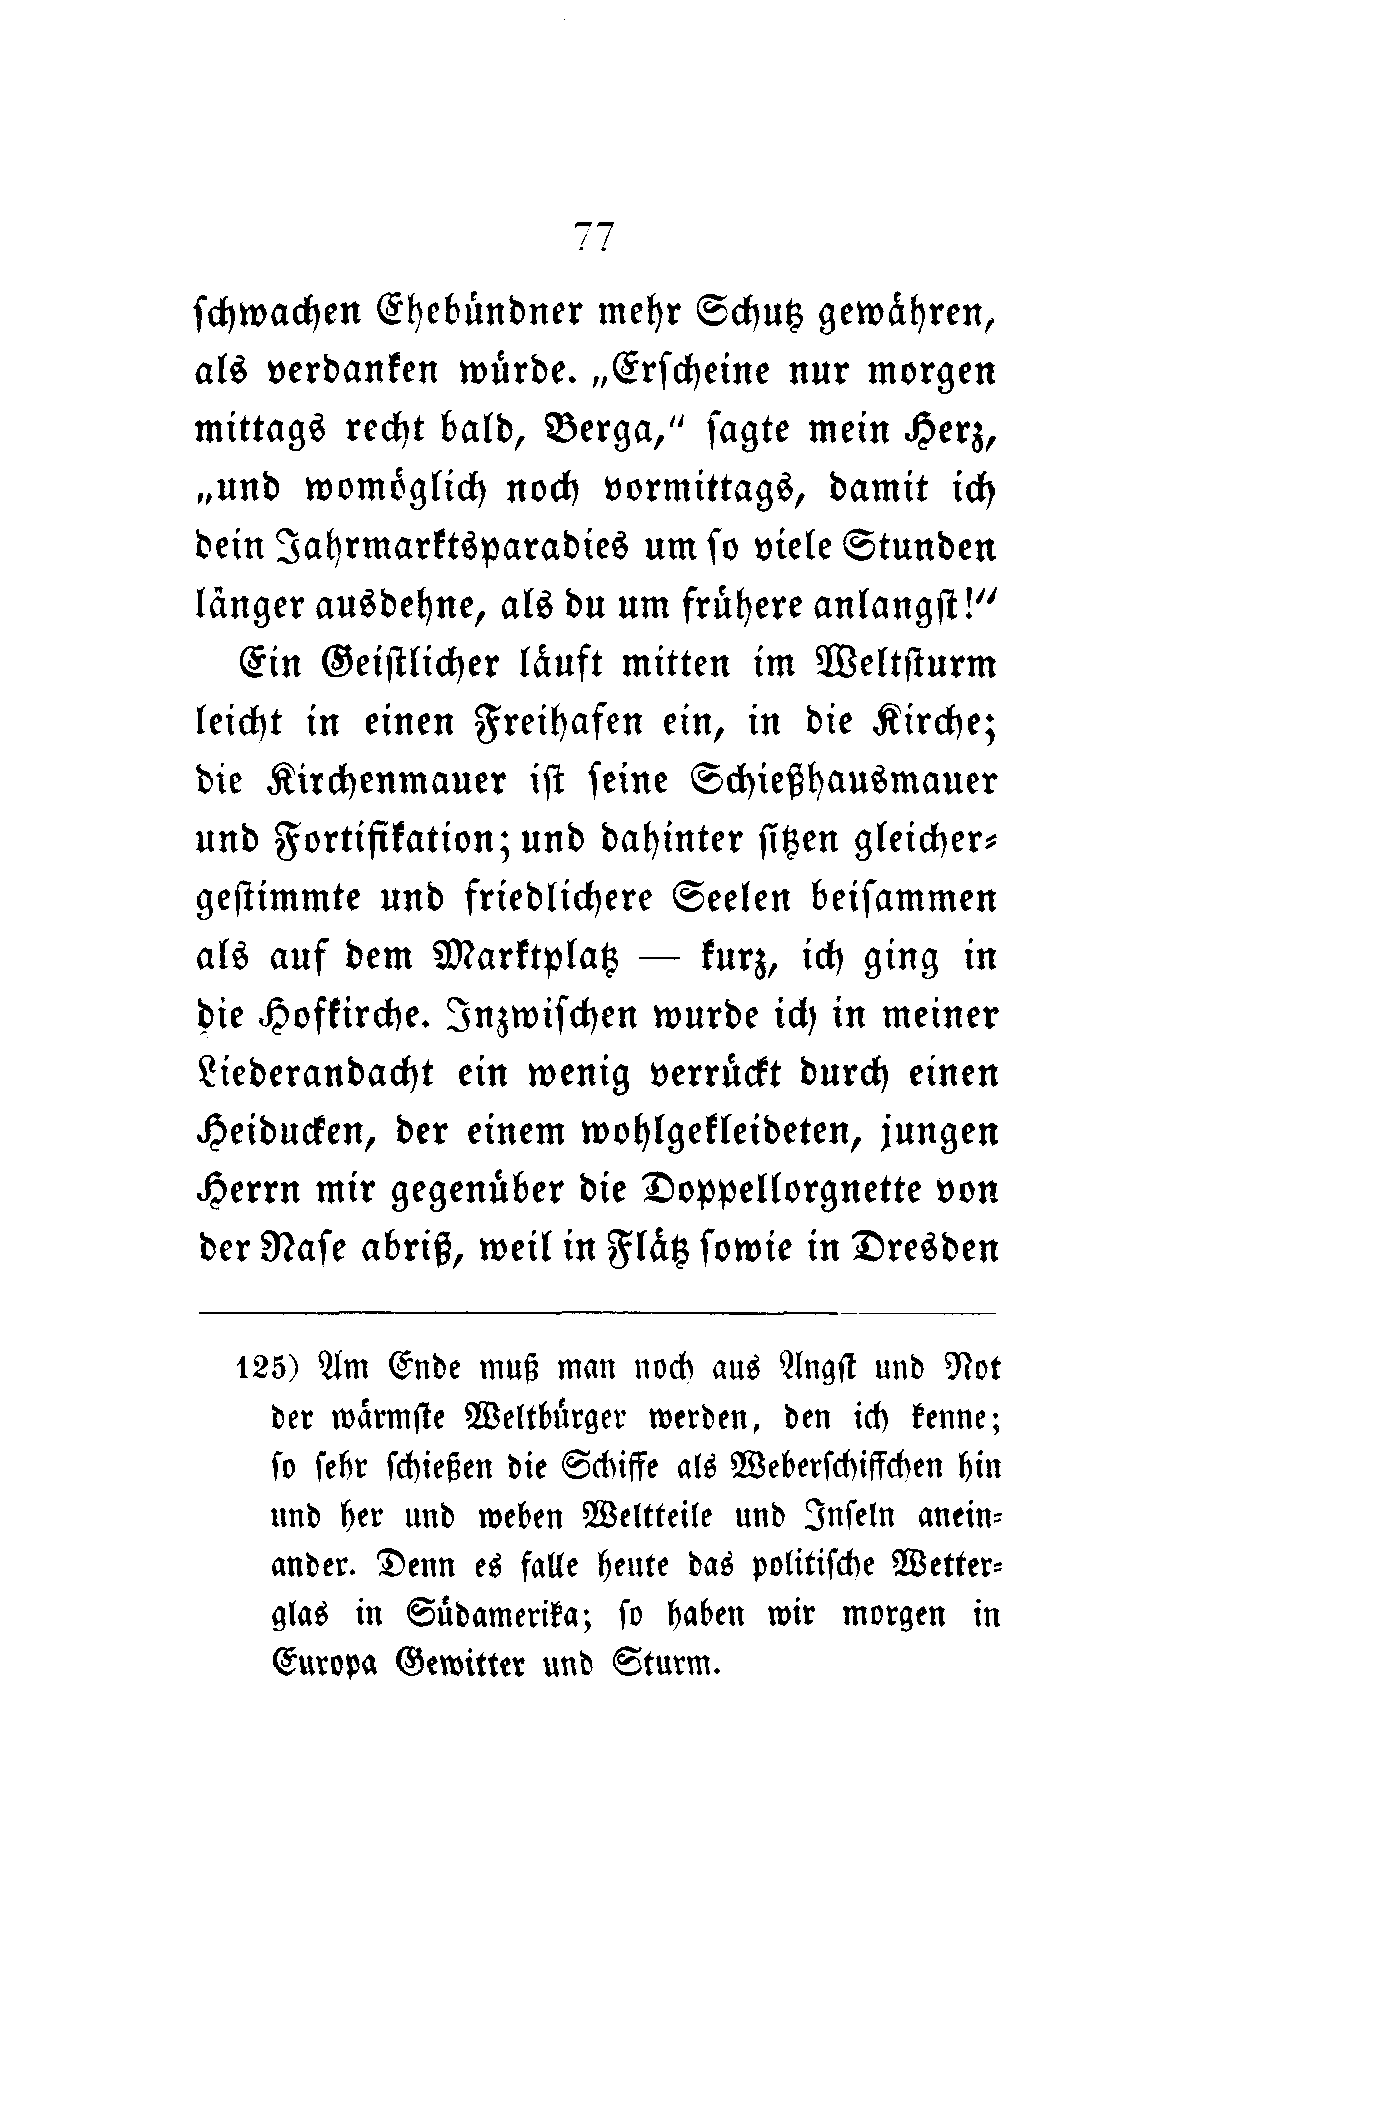 77
schwachen Ehebündner mehr Schutz gewähren,
als verdanken würde. „Erscheine nur morgen
mittags recht bald, Berga,“ sagte mein Herz,
„und womöglich noch vormittags, damit ich
dein Jahrmarktsparadies um so viele Stunden
länger ausdehne, als du um frühere anlangst!“
Ein Geistlicher läuft mitten im Weltsturm
leicht in einen Freihafen ein, in die Kirche;
die Kirchenmauer ist seine Schießhausmauer
und Fortifikation; und dahinter sitzen gleicher-
gestimmte und friedlichere Seelen beisammen
als auf dem Marktplatz — kurz, ich ging in
die Hofkirche. Inzwischen wurde ich in meiner
Liederandacht ein wenig verrückt durch einen
Heiducken, der einem wohlgekleideten, jungen
Herrn mir gegenüber die Doppellorgnette von
der Nase abriß, weil in Flätz sowie in Dresden
125) Am Ende muß man noch aus Angst und Not
der wärmste Weltbürger werden, den ich kenne;
so sehr schießen die Schiffe als Weberschiffchen hin
und her und weben Weltteile und Inseln anein-
ander. Denn es falle heute das politische Wetter-
glas in Südamerika; so haben wir morgen in
Europa Gewitter und Sturm.